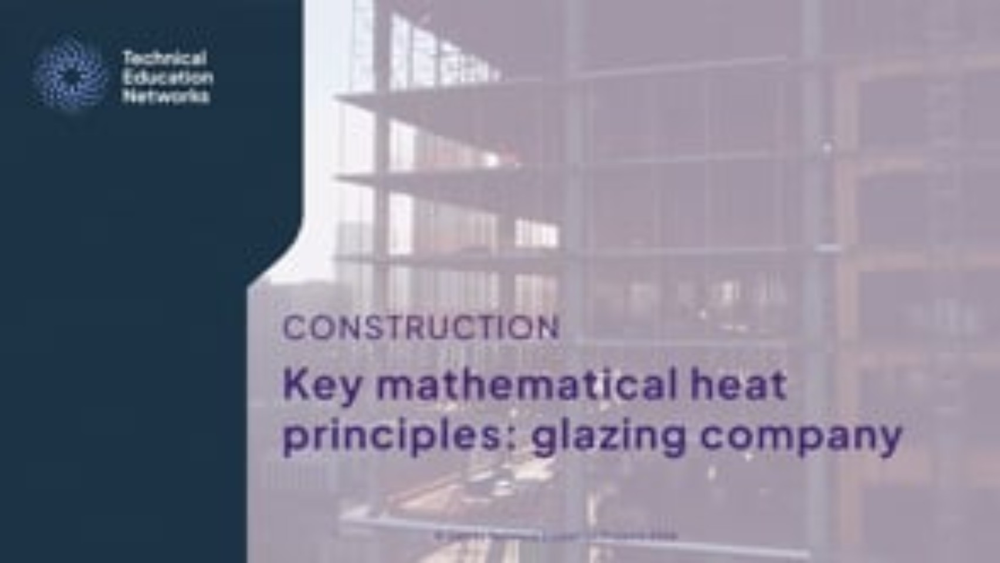 Technical
Education
Networks
CONSTRUCTION
Key mathematical heat
principles: glazing company